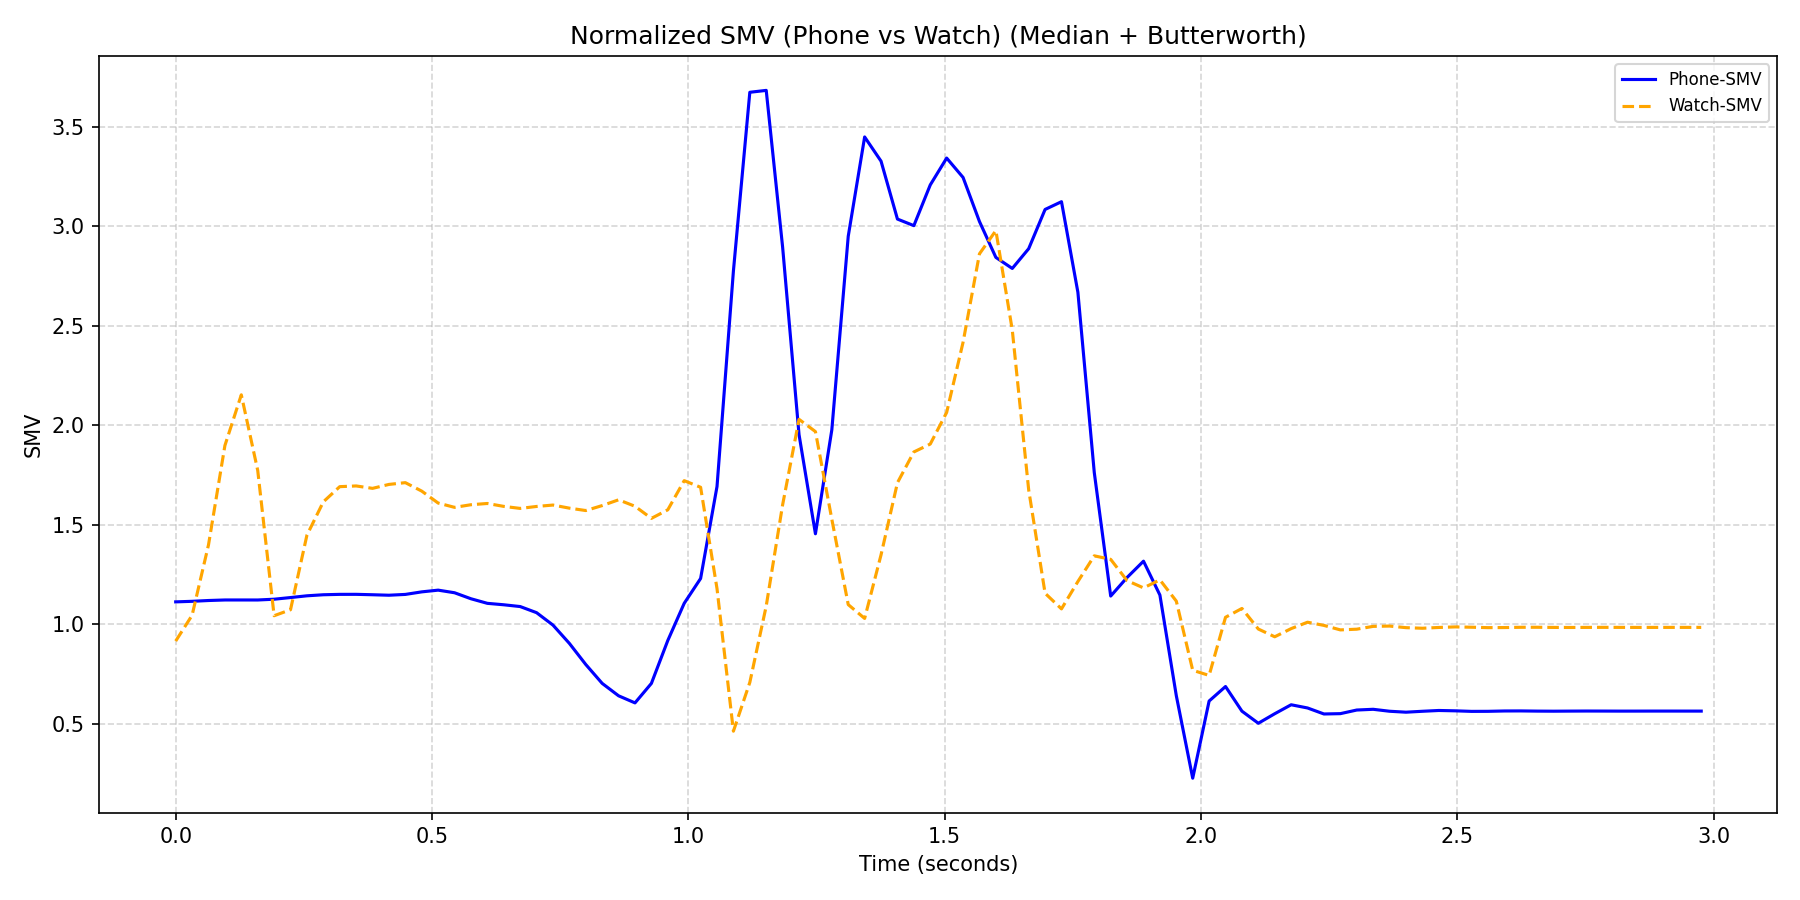 Normalized SMV (Phone vs Watch) (Median + Butterworth)
Phone-SMV
Watch-SMV
3.5
3.0
2.5
2.0
1.5
1.0
0.5
SMV
0.0 0.5 1.0 1.5 2.0 2.5 3.0
Time (seconds)